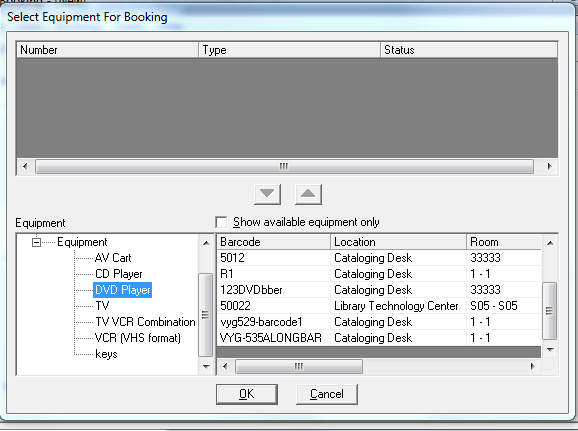 Select Equipment For Booking
Number Type Status
Equipment
Show available equipment only
Equipment
AV Cart
CD Player
DVD Player
TV
TV VCR Combination
VCR (VHS format)
keys
Barcode Location Room
5012 Cataloging Desk 33333
R1 Cataloging Desk 1 - 1
123DVDbber Cataloging Desk 33333
50022 Library Technology Center S05 - S05
vyg529-barcode1 Cataloging Desk 1 - 1
VYG-535ALONGBAR Cataloging Desk 1 - 1
OK Cancel